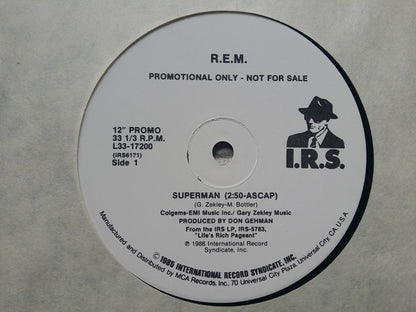 R.E.M.
PROMOTIONAL ONLY - NOT FOR SALE
12" PROMO
33 1/3 R.P.M.
L33-17200
(IRS6171)
Side 1
I.R.S.
SUPERMAN (2:50-ASCAP)
(G. Zekley-M. Bottler)
Colgems-EMI Music Inc./ Gary Zekley Music
PRODUCED BY DON GEHMAN
From the IRS LP, IRS-5783,
"Life's Rich Pageant"
℗ 1986 International Record
Syndicate, Inc.
© 1986 INTERNATIONAL RECORD SYNDICATE, INC.
Manufactured and Distributed by MCA Records, Inc. 70 Universal City Plaza, Universal City, CA. U.S.A.